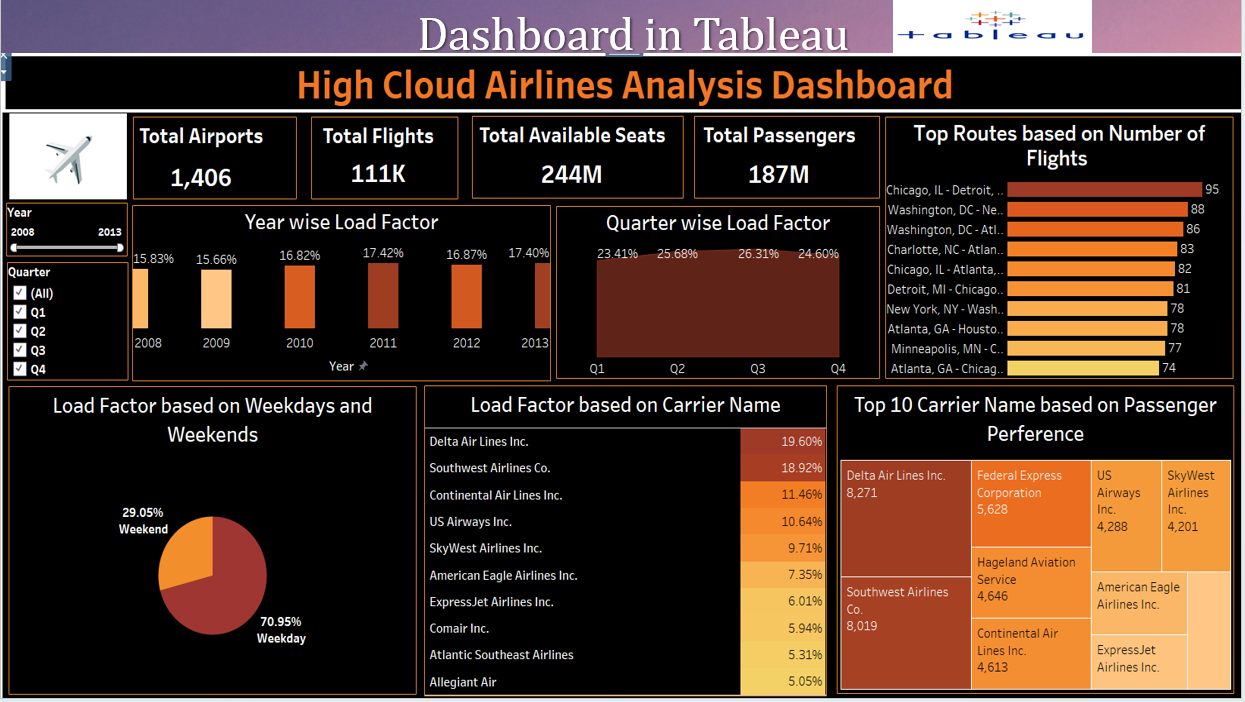 Dashboard in Tableau
+ a b l e a u
High Cloud Airlines Analysis Dashboard
Total Airports
1,406
Total Flights
111K
Total Available Seats
244M
Total Passengers
187M
Year
2008 2013
Quarter
(All)
Q1
Q2
Q3
Q4
Year wise Load Factor
15.83% 15.66% 16.82% 17.42% 16.87% 17.40%
2008 2009 2010 2011 2012 2013
Year
Quarter wise Load Factor
23.41% 25.68% 26.31% 24.60%
Q1 Q2 Q3 Q4
Top Routes based on Number of
Flights
Chicago, IL - Detroit, .. 95
Washington, DC - Ne.. 88
Washington, DC - Atl.. 86
Charlotte, NC - Atlan.. 83
Chicago, IL - Atlanta,.. 82
Detroit, MI - Chicago.. 81
New York, NY - Wash.. 78
Atlanta, GA - Housto.. 78
Minneapolis, MN - C.. 77
Atlanta, GA - Chicag.. 74
Load Factor based on Weekdays and
Weekends
29.05%
Weekend
70.95%
Weekday
Load Factor based on Carrier Name
Delta Air Lines Inc. 19.60%
Southwest Airlines Co. 18.92%
Continental Air Lines Inc. 11.46%
US Airways Inc. 10.64%
SkyWest Airlines Inc. 9.71%
American Eagle Airlines Inc. 7.35%
ExpressJet Airlines Inc. 6.01%
Comair Inc. 5.94%
Atlantic Southeast Airlines 5.31%
Allegiant Air 5.05%
Top 10 Carrier Name based on Passenger
Perference
Delta Air Lines Inc.
8,271
Southwest Airlines
Co.
8,019
Federal Express
Corporation
5,628
Hageland Aviation
Service
4,646
Continental Air
Lines Inc.
4,613
US
Airways
Inc.
4,288
SkyWest
Airlines
Inc.
4,201
American Eagle
Airlines Inc.
ExpressJet
Airlines Inc.